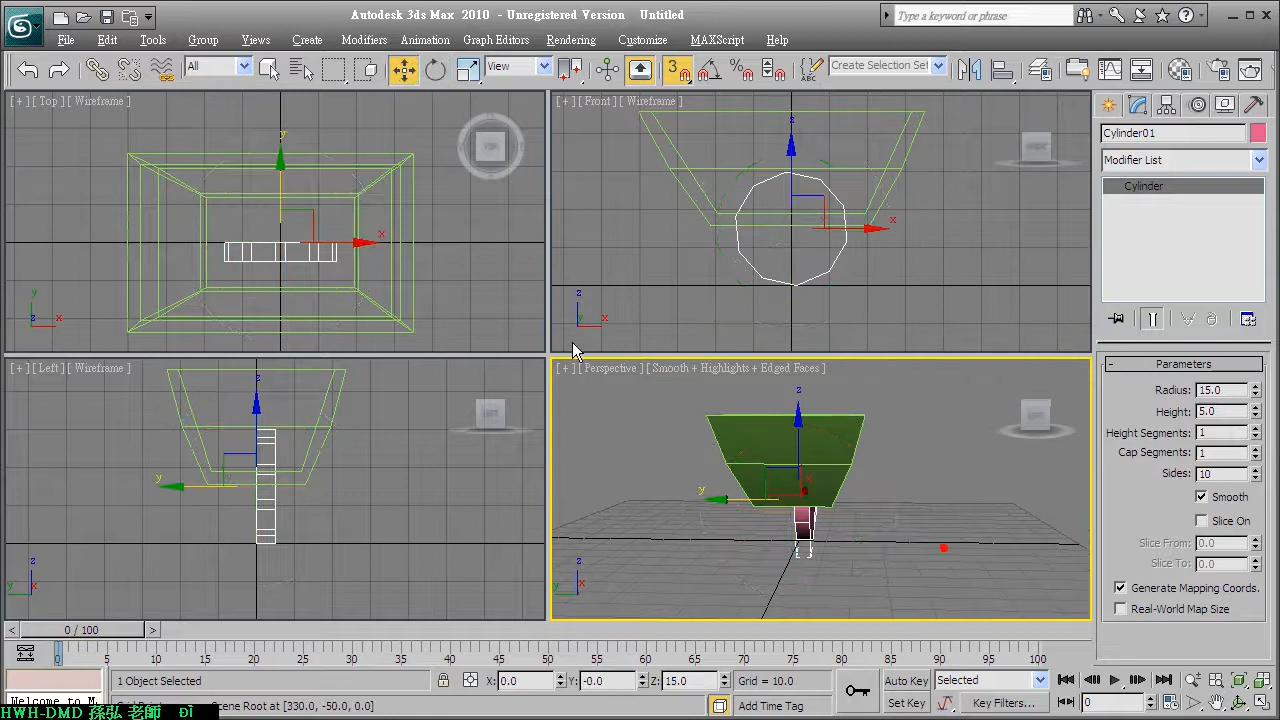 Autodesk 3ds Max 2010 - Unregistered Version Untitled
Type a keyword or phrase
File Edit Tools Group Views Create Modifiers Animation Graph Editors Rendering Customize MAXScript Help
All View 3 ABC Create Selection Set
[ + ] [ Top ] [ Wireframe ]
[ + ] [ Front ] [ Wireframe ]
y
x
z
x
y
z x
z
y x
[ + ] [ Left ] [ Wireframe ]
[ + ] [ Perspective ] [ Smooth + Highlights + Edged Faces ]
z
y
z
y
z
y x
z
y x
Cylinder01
Modifier List
Cylinder
- Parameters
Radius: 15.0
Height: 5.0
Height Segments: 1
Cap Segments: 1
Sides: 10
Smooth
Slice On
Slice From: 0.0
Slice To: 0.0
Generate Mapping Coords.
Real-World Map Size
< 0 / 100 >
0 5 10 15 20 25 30 35 40 45 50 55 60 65 70 75 80 85 90 95 100
1 Object Selected X: 0.0 Y: -0.0 Z: 15.0 Grid = 10.0 Auto Key Selected
Welcome to M
Scene Root at [-930.0, -50.0, 0.0] Add Time Tag Set Key Key Filters... 0
HWH-DMD 孫弘 老師